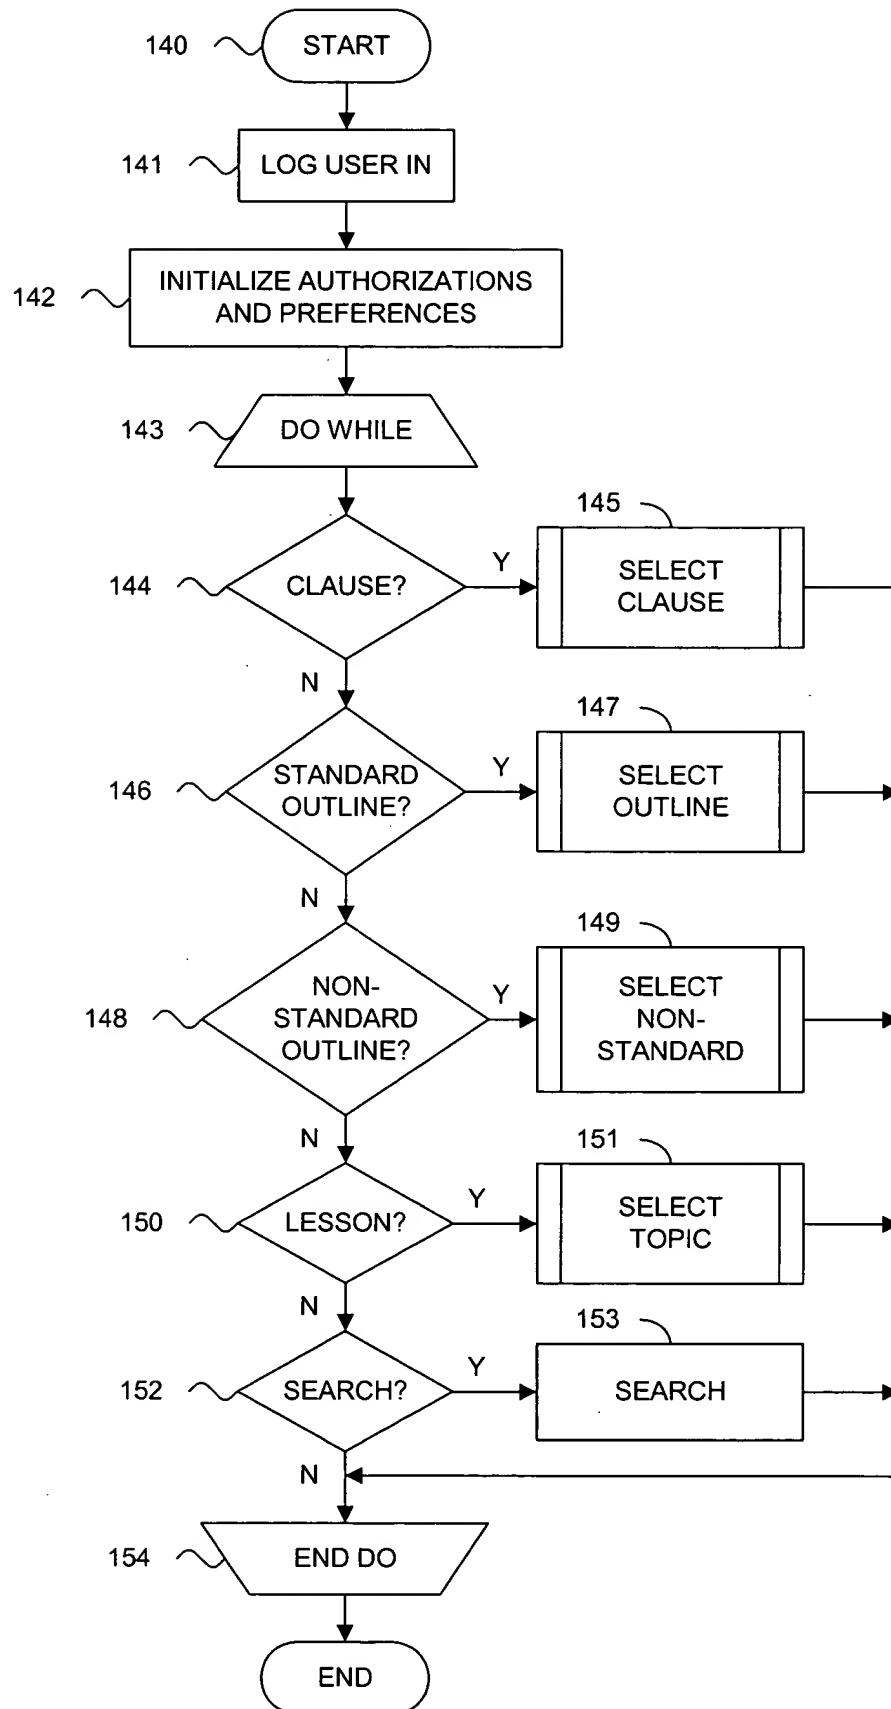 140
START
141
LOG USER IN
142
INITIALIZE AUTHORIZATIONS
AND PREFERENCES
143
DO WHILE
144
CLAUSE?
Y
145
SELECT
CLAUSE
N
146
STANDARD
OUTLINE?
Y
147
SELECT
OUTLINE
N
148
NON-
STANDARD
OUTLINE?
Y
149
SELECT
NON-
STANDARD
N
150
LESSON?
Y
151
SELECT
TOPIC
N
152
SEARCH?
Y
153
SEARCH
N
154
END DO
END